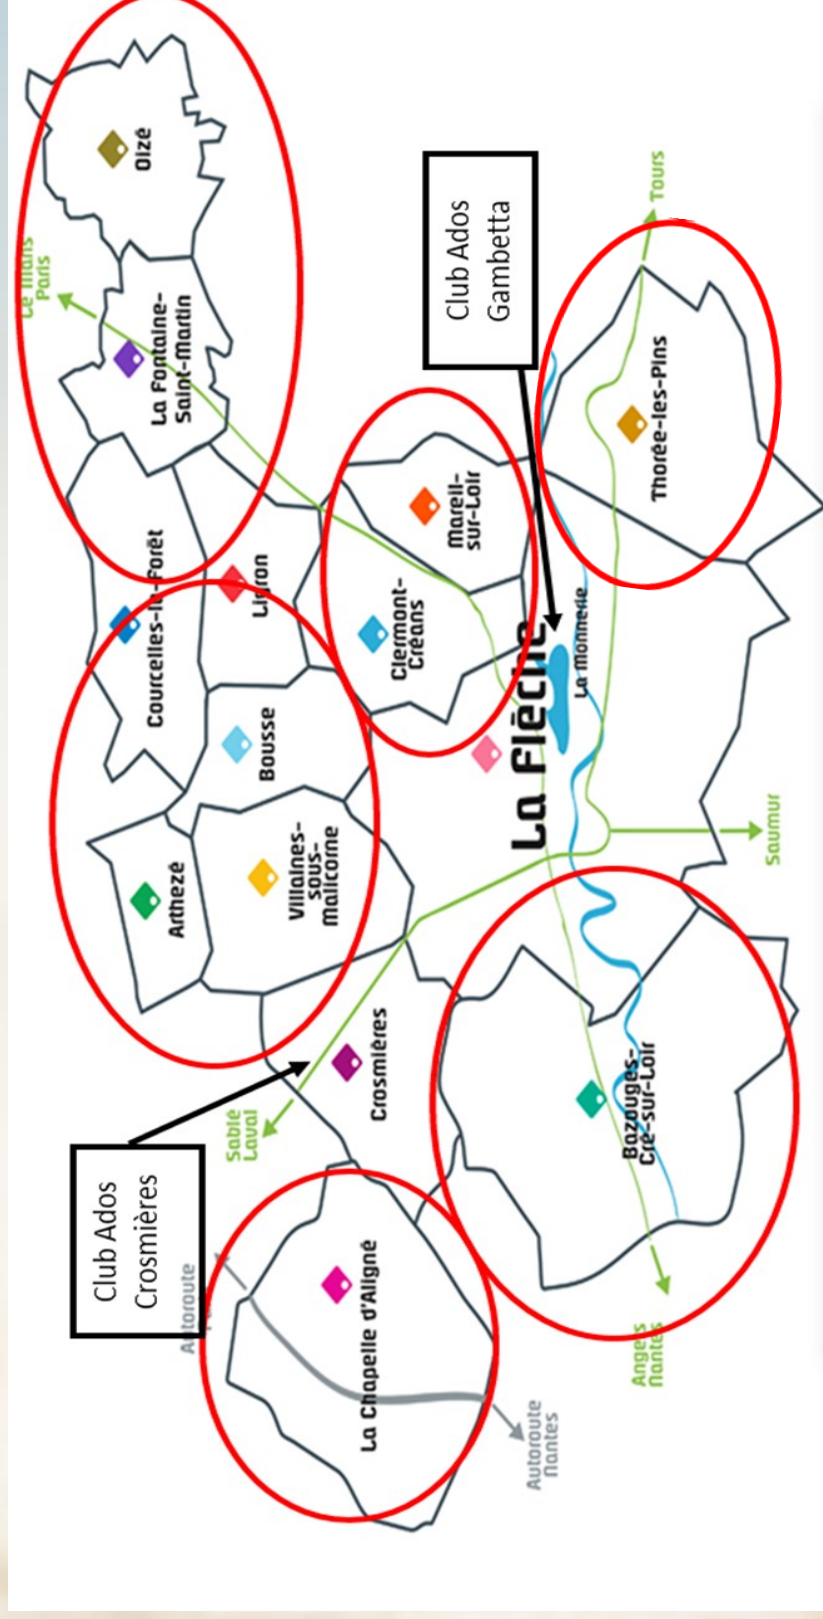 Le Mans
Paris
Oizé
La Fontaine-
Saint-Martin
Courcelles-la-Forêt
Arthezé
Club Ados
Crosmières
Autoroute
Sablé
Laval
Ligron
Bousse
Villaines-
sous-
Malicorne
Crosmières
La Chapelle d'Aligné
Clermont-
Créans
Mareil-
sur-Loir
Club Ados
Gambetta
La Flèche
La Monnerie
Autoroute
Nantes
Bazouges-
Cré-sur-Loir
Angers
Nantes
Thorée-les-Pins
Tours
Saumur